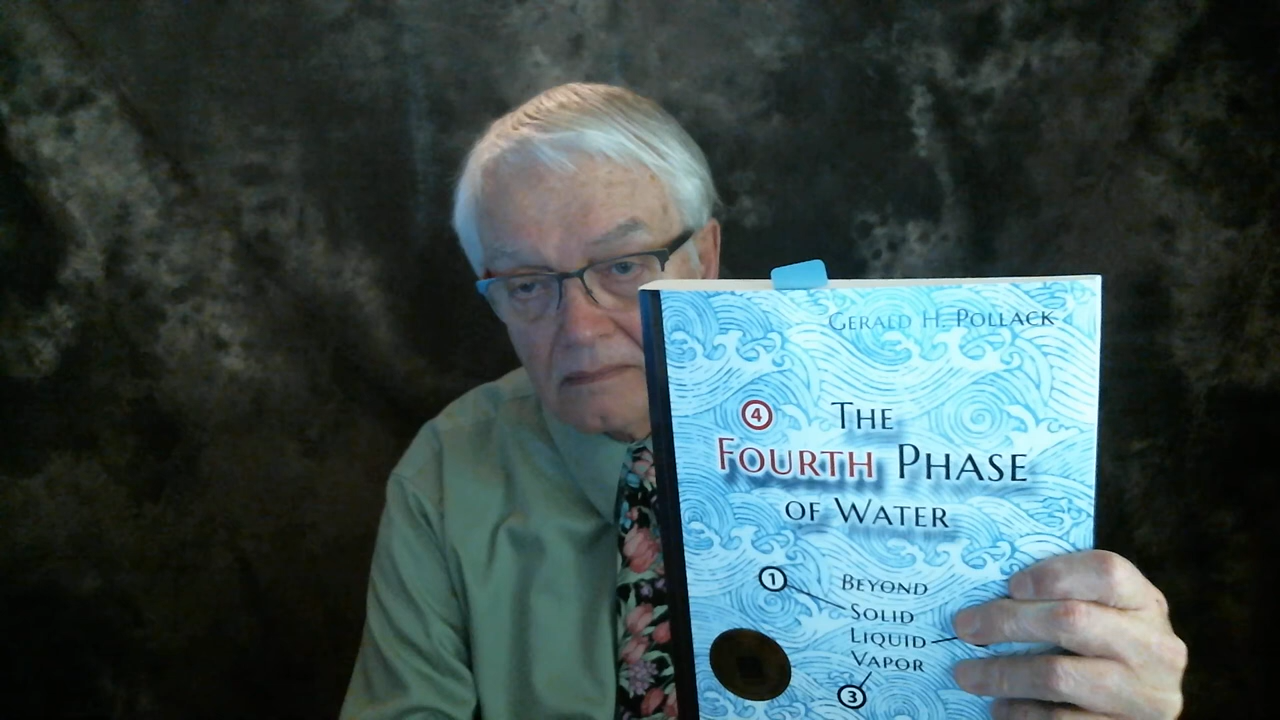 GERALD H. POLLACK
4
THE
FOURTH PHASE
OF WATER
1
BEYOND
SOLID
LIQUID
VAPOR
3